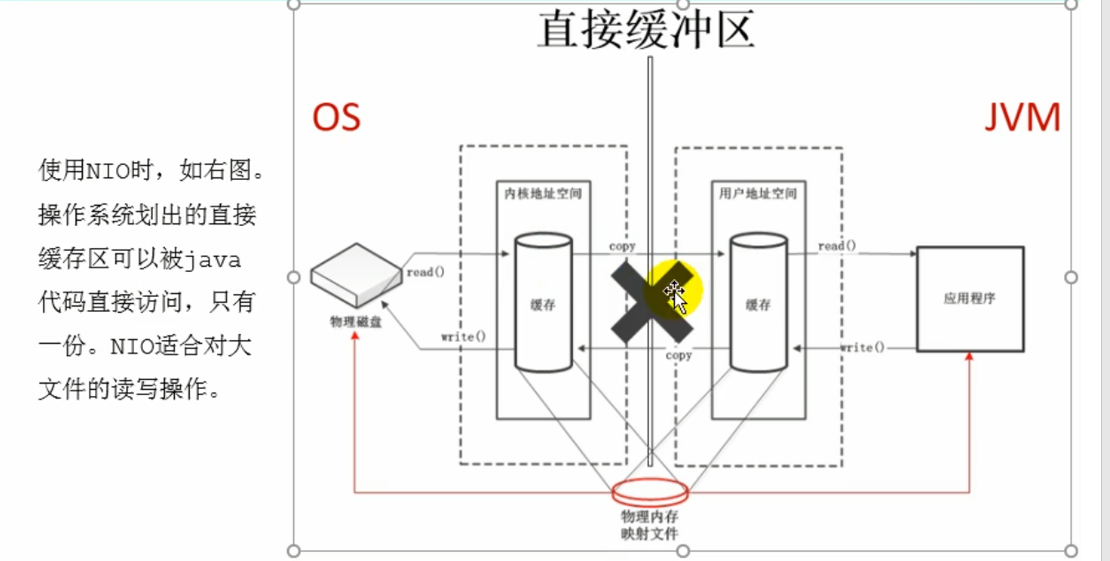 直接缓冲区
OS
JVM
使用NIO时，如右图。
操作系统划出的直接
缓存区可以被java
代码直接访问，只有
一份。NIO适合对大
文件的读写操作。
内核地址空间
用户地址空间
copy
read()
read()
缓存
缓存
应用程序
物理磁盘
write()
copy
write()
物理内存
映射文件